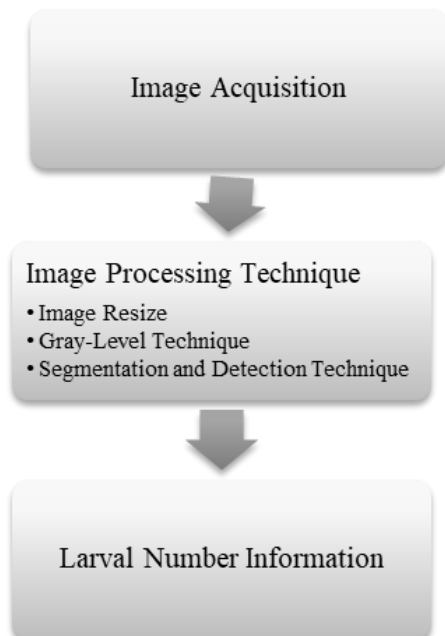 Image Acquisition
Image Processing Technique
• Image Resize
• Gray-Level Technique
• Segmentation and Detection Technique
Larval Number Information